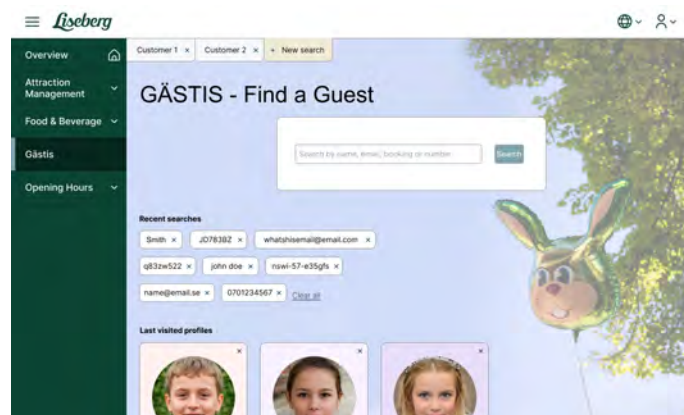 Liseberg
Overview
Attraction
Management
Food & Beverage
Gästis
Opening Hours
Customer 1 x Customer 2 x + New search
GÄSTIS - Find a Guest
Search by name, email, booking or number
Search
Recent searches
Smith x JD783BZ x whatshisemail@email.com x
q83zw522 x john doe x nswi-57-e35gfs x
name@email.se x 0701234567 x Clear all
Last visited profiles
x x x